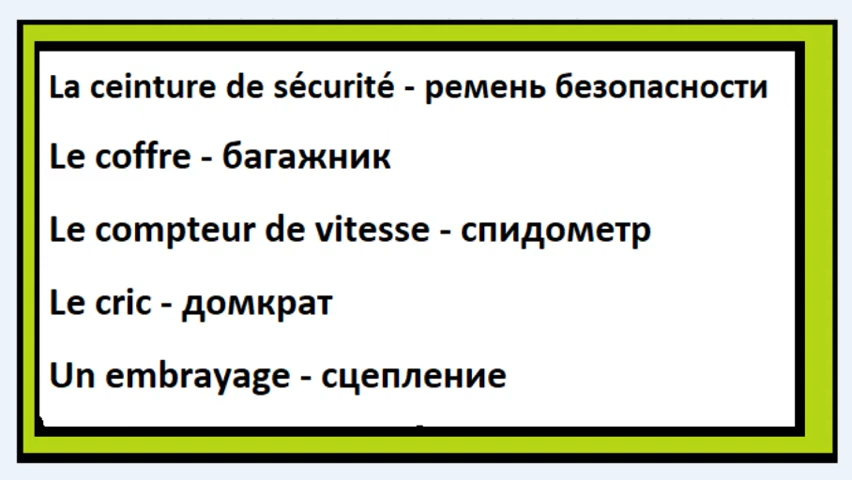 La ceinture de sécurité - ремень безопасности
Le coffre - багажник
Le compteur de vitesse - спидометр
Le cric - домкрат
Un embrayage - сцепление